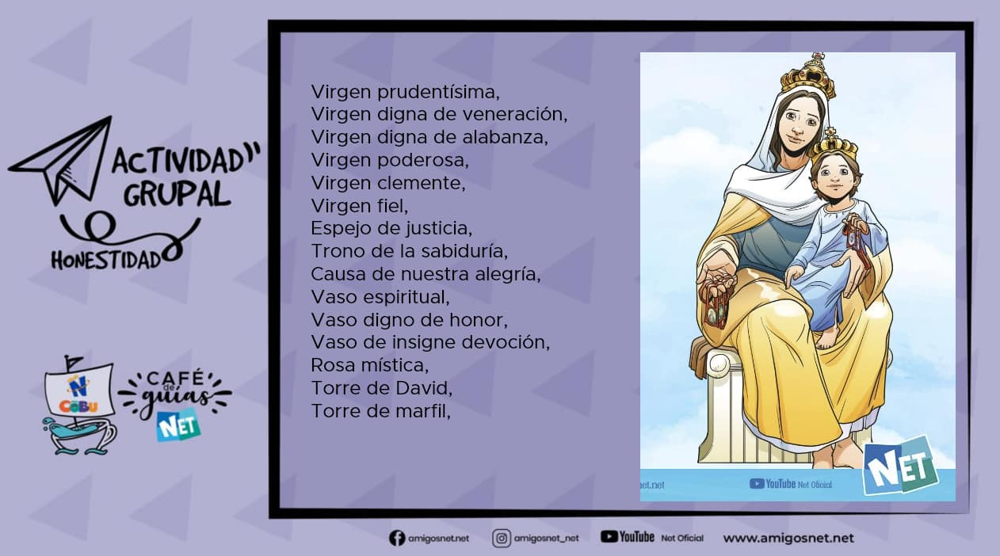 ACTIVIDAD
GRUPAL
HONESTIDAD
N
COBU
CAFÉ
de
guías
NET
Virgen prudentísima,
Virgen digna de veneración,
Virgen digna de alabanza,
Virgen poderosa,
Virgen clemente,
Virgen fiel,
Espejo de justicia,
Trono de la sabiduría,
Causa de nuestra alegría,
Vaso espiritual,
Vaso digno de honor,
Vaso de insigne devoción,
Rosa mística,
Torre de David,
Torre de marfil,
et.net
YouTube Net Oficial
NET
amigosnet.net amigosnet_net YouTube Net Oficial www.amigosnet.net